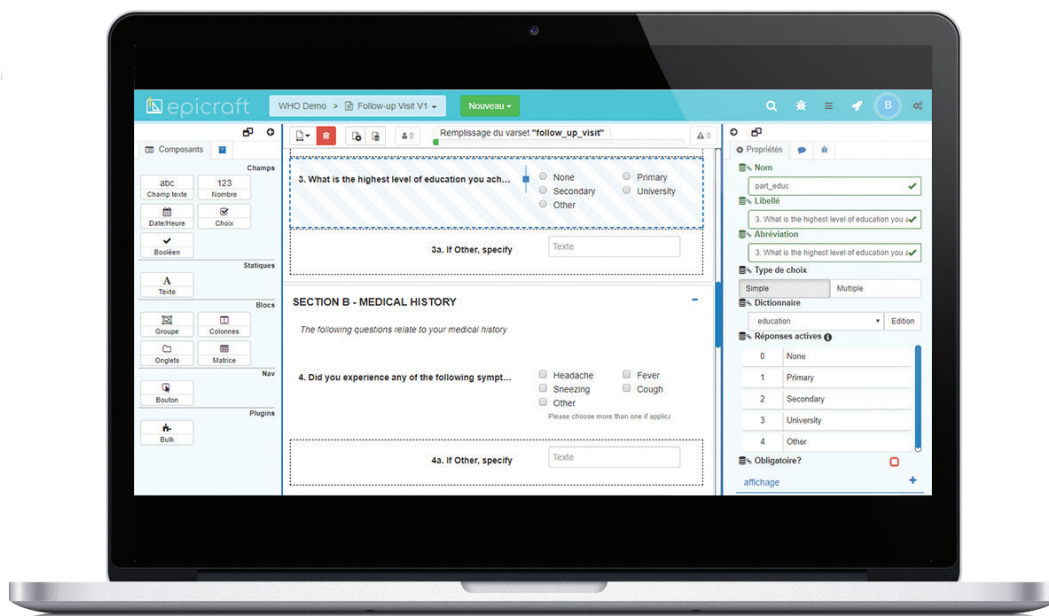 epicraft
WHO Demo > Follow-up Visit V1
Nouveau
B
Composants
Champs
abc
Champ texte
123
Nombre
Date/Heure
Choix
Booléen
Statiques
A
Texte
Blocs
Groupe
Colonnes
Onglets
Matrice
Nav
Bouton
Plugins
Bulk
0
Remplissage du varset "follow_up_visit"
0
3. What is the highest level of education you ach...
None
Primary
Secondary
University
Other
3a. If Other, specify
Texte
SECTION B - MEDICAL HISTORY
The following questions relate to your medical history
4. Did you experience any of the following sympt...
Headache
Fever
Sneezing
Cough
Other
Please choose more than one if applica
4a. If Other, specify
Texte
Propriétés
Nom
part_educ
Libellé
3. What is the highest level of education you a
Abréviation
3. What is the highest level of education you a
Type de choix
Simple
Multiple
Dictionnaire
education
Edition
Réponses actives
0 None
1 Primary
2 Secondary
3 University
4 Other
Obligatoire?
affichage